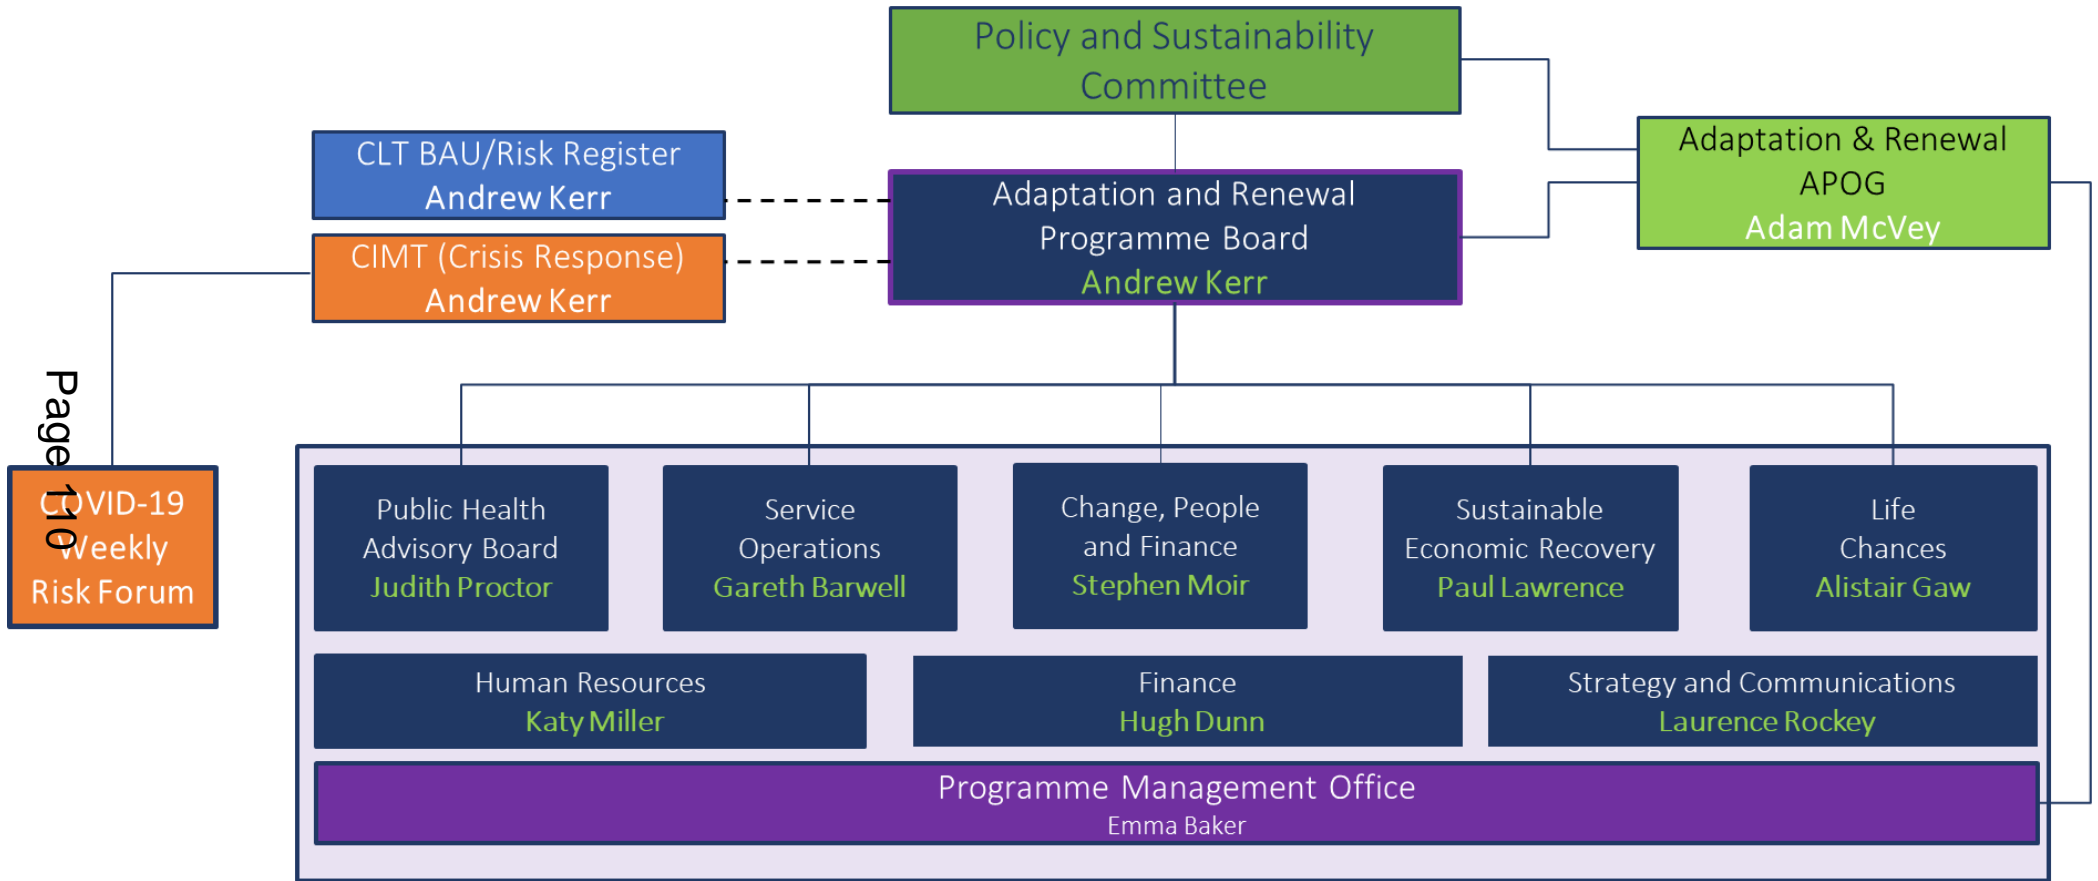 Policy and Sustainability
Committee
CLT BAU/Risk Register
Andrew Kerr
CIMT (Crisis Response)
Andrew Kerr
Adaptation and Renewal
Programme Board
Andrew Kerr
Adaptation & Renewal
APOG
Adam McVey
Page 110
COVID-19
Weekly
Risk Forum
Public Health
Advisory Board
Judith Proctor
Service
Operations
Gareth Barwell
Change, People
and Finance
Stephen Moir
Sustainable
Economic Recovery
Paul Lawrence
Life
Chances
Alistair Gaw
Human Resources
Katy Miller
Finance
Hugh Dunn
Strategy and Communications
Laurence Rockey
Programme Management Office
Emma Baker